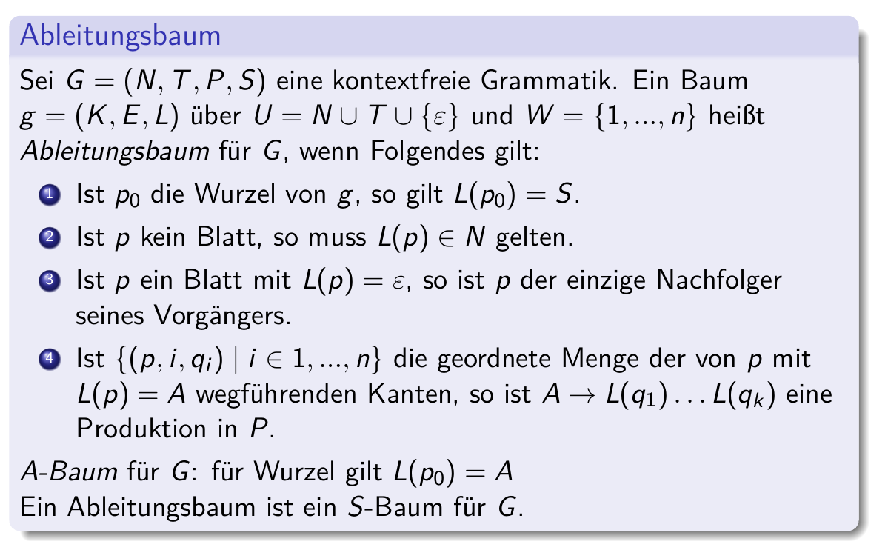 Ableitungsbaum
Sei G = (N, T, P, S) eine kontextfreie Grammatik. Ein Baum
g = (K, E, L) über U = N ∪ T ∪ {ε} und W = {1, ..., n} heißt
Ableitungsbaum für G, wenn Folgendes gilt:
1 Ist p₀ die Wurzel von g, so gilt L(p₀) = S.
2 Ist p kein Blatt, so muss L(p) ∈ N gelten.
3 Ist p ein Blatt mit L(p) = ε, so ist p der einzige Nachfolger
seines Vorgängers.
4 Ist {(p, i, qᵢ) | i ∈ 1, ..., n} die geordnete Menge der von p mit
L(p) = A wegführenden Kanten, so ist A → L(q₁) ... L(qₖ) eine
Produktion in P.
A-Baum für G: für Wurzel gilt L(p₀) = A
Ein Ableitungsbaum ist ein S-Baum für G.